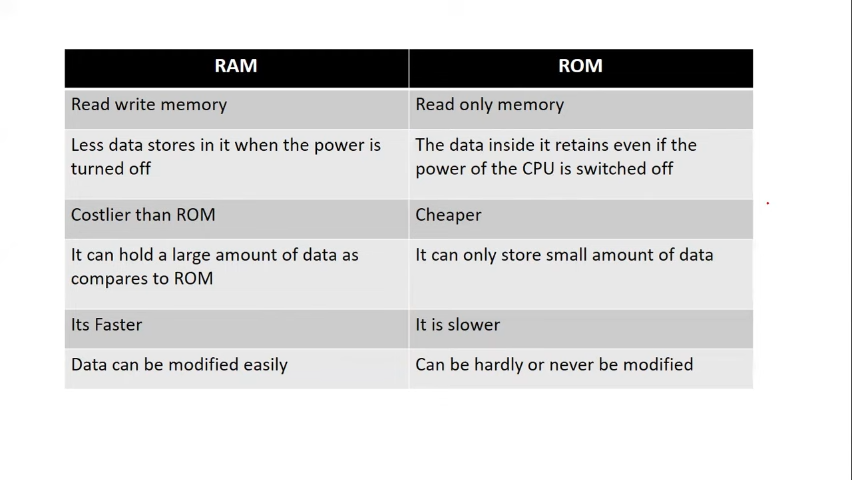 RAM
ROM
Read write memory
Read only memory
Less data stores in it when the power is
turned off
The data inside it retains even if the
power of the CPU is switched off
Costlier than ROM
Cheaper
It can hold a large amount of data as
compares to ROM
It can only store small amount of data
Its Faster
It is slower
Data can be modified easily
Can be hardly or never be modified